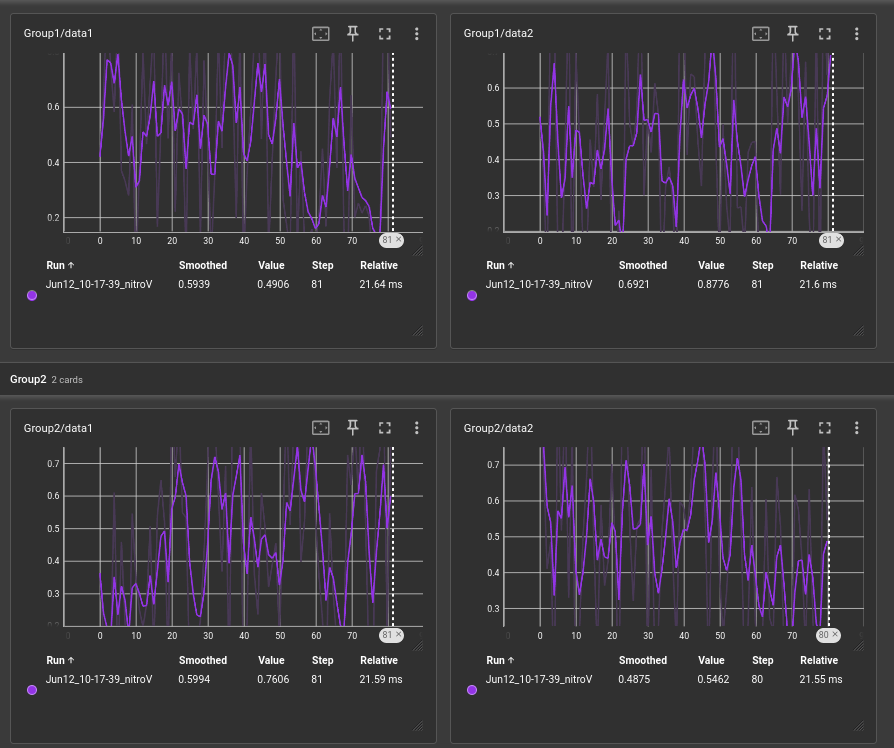 Group1/data1
0.6
0.4
0.2
0 10 20 30 40 50 60 70 81 ×
Run ↑ Smoothed Value Step Relative
Jun12_10-17-39_nitroV 0.5939 0.4906 81 21.64 ms
Group1/data2
0.6
0.5
0.4
0.3
0.2
0 10 20 30 40 50 60 70 81 ×
Run ↑ Smoothed Value Step Relative
Jun12_10-17-39_nitroV 0.6921 0.8776 81 21.6 ms
Group2 2 cards
Group2/data1
0.7
0.6
0.5
0.4
0.3
0.2
0 10 20 30 40 50 60 70 81 ×
Run ↑ Smoothed Value Step Relative
Jun12_10-17-39_nitroV 0.5994 0.7606 81 21.59 ms
Group2/data2
0.7
0.6
0.5
0.4
0.3
0 10 20 30 40 50 60 70 80 ×
Run ↑ Smoothed Value Step Relative
Jun12_10-17-39_nitroV 0.4875 0.5462 80 21.55 ms